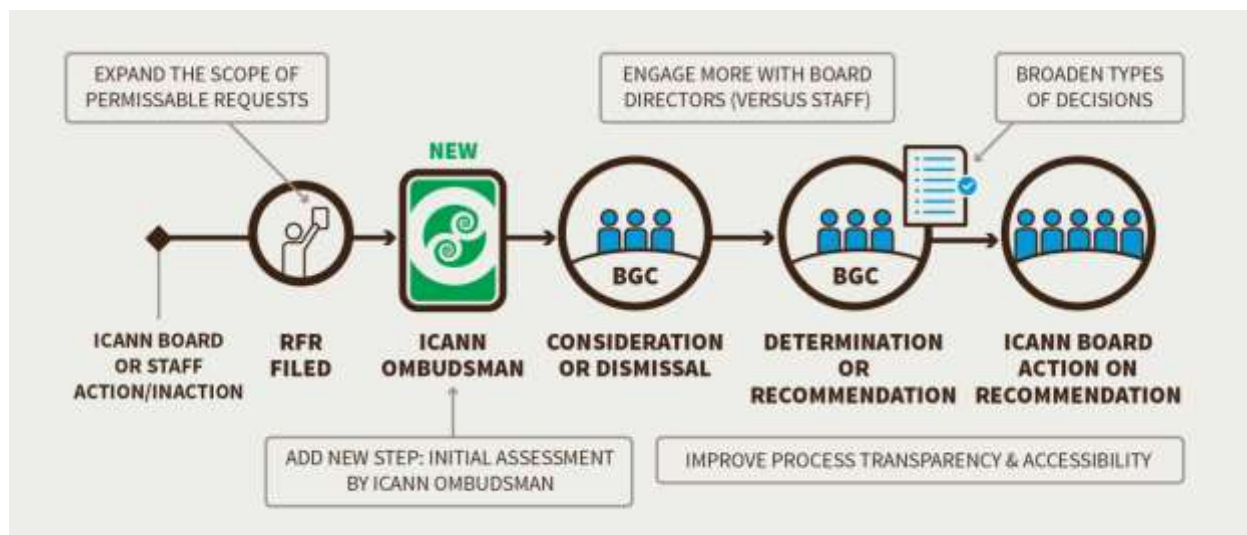 EXPAND THE SCOPE OF
PERMISSABLE REQUESTS
ENGAGE MORE WITH BOARD
DIRECTORS (VERSUS STAFF)
BROADEN TYPES
OF DECISIONS
NEW
BGC
BGC
ICANN BOARD
OR STAFF
ACTION/INACTION
RFR
FILED
ICANN
OMBUDSMAN
CONSIDERATION
OR DISMISSAL
DETERMINATION
OR
RECOMMENDATION
ICANN BOARD
ACTION ON
RECOMMENDATION
ADD NEW STEP: INITIAL ASSESSMENT
BY ICANN OMBUDSMAN
IMPROVE PROCESS TRANSPARENCY & ACCESSIBILITY